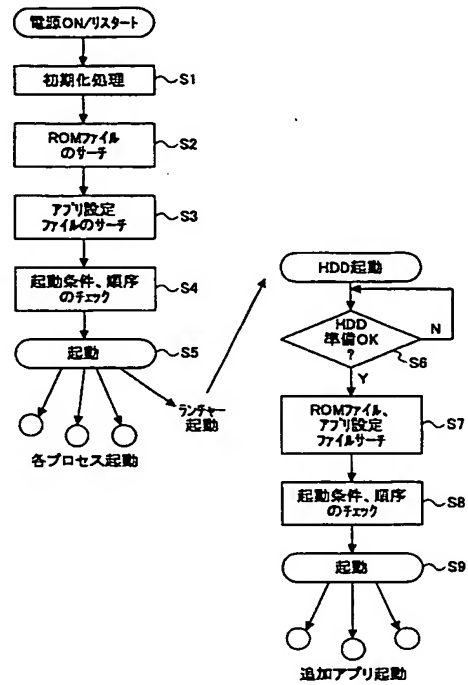 電源ON/リスタート
初期化処理
S1
ROMファイル
のサーチ
S2
アプリ設定
ファイルのサーチ
S3
起動条件、順序
のチェック
S4
起動
S5
各プロセス起動
ランチャー
起動
HDD起動
HDD
準備OK
?
N
S6
Y
ROMファイル、
アプリ設定
ファイルサーチ
S7
起動条件、順序
のチェック
S8
起動
S9
追加アプリ起動